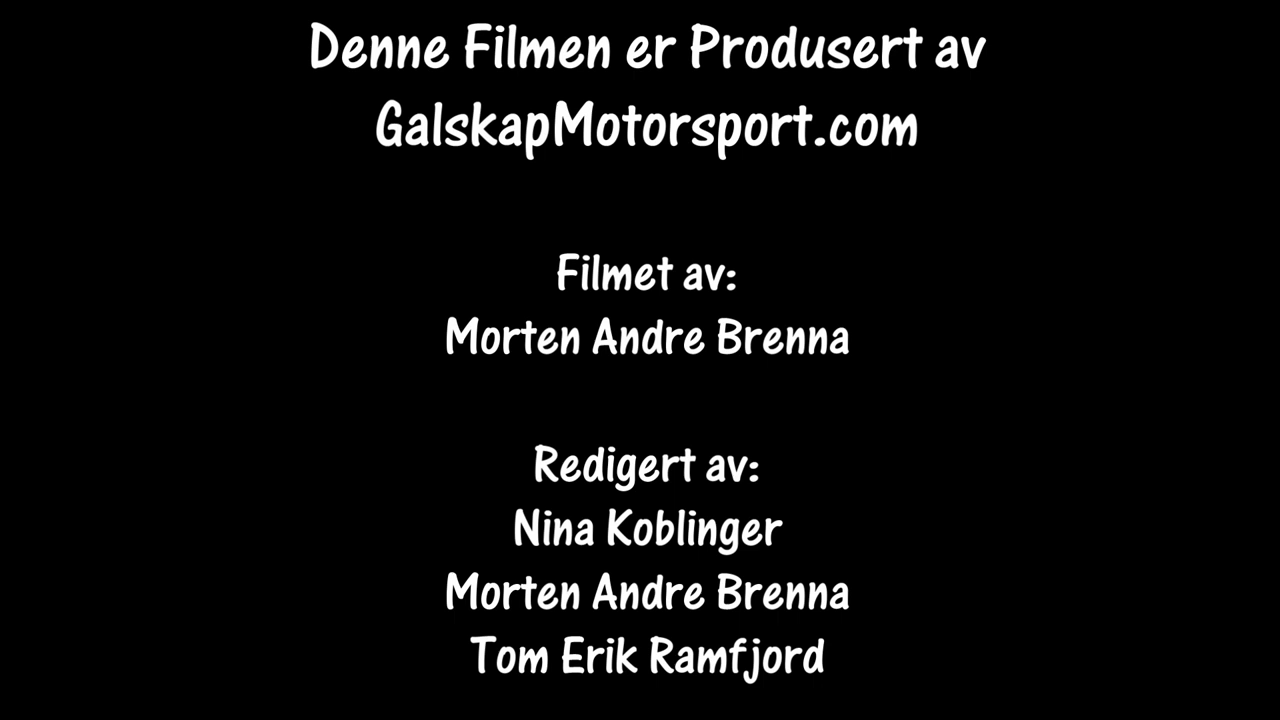 Denne Filmen er Produsert av
GalskapMotorsport.com
Filmet av:
Morten Andre Brenna
Redigert av:
Nina Koblinger
Morten Andre Brenna
Tom Erik Ramfjord